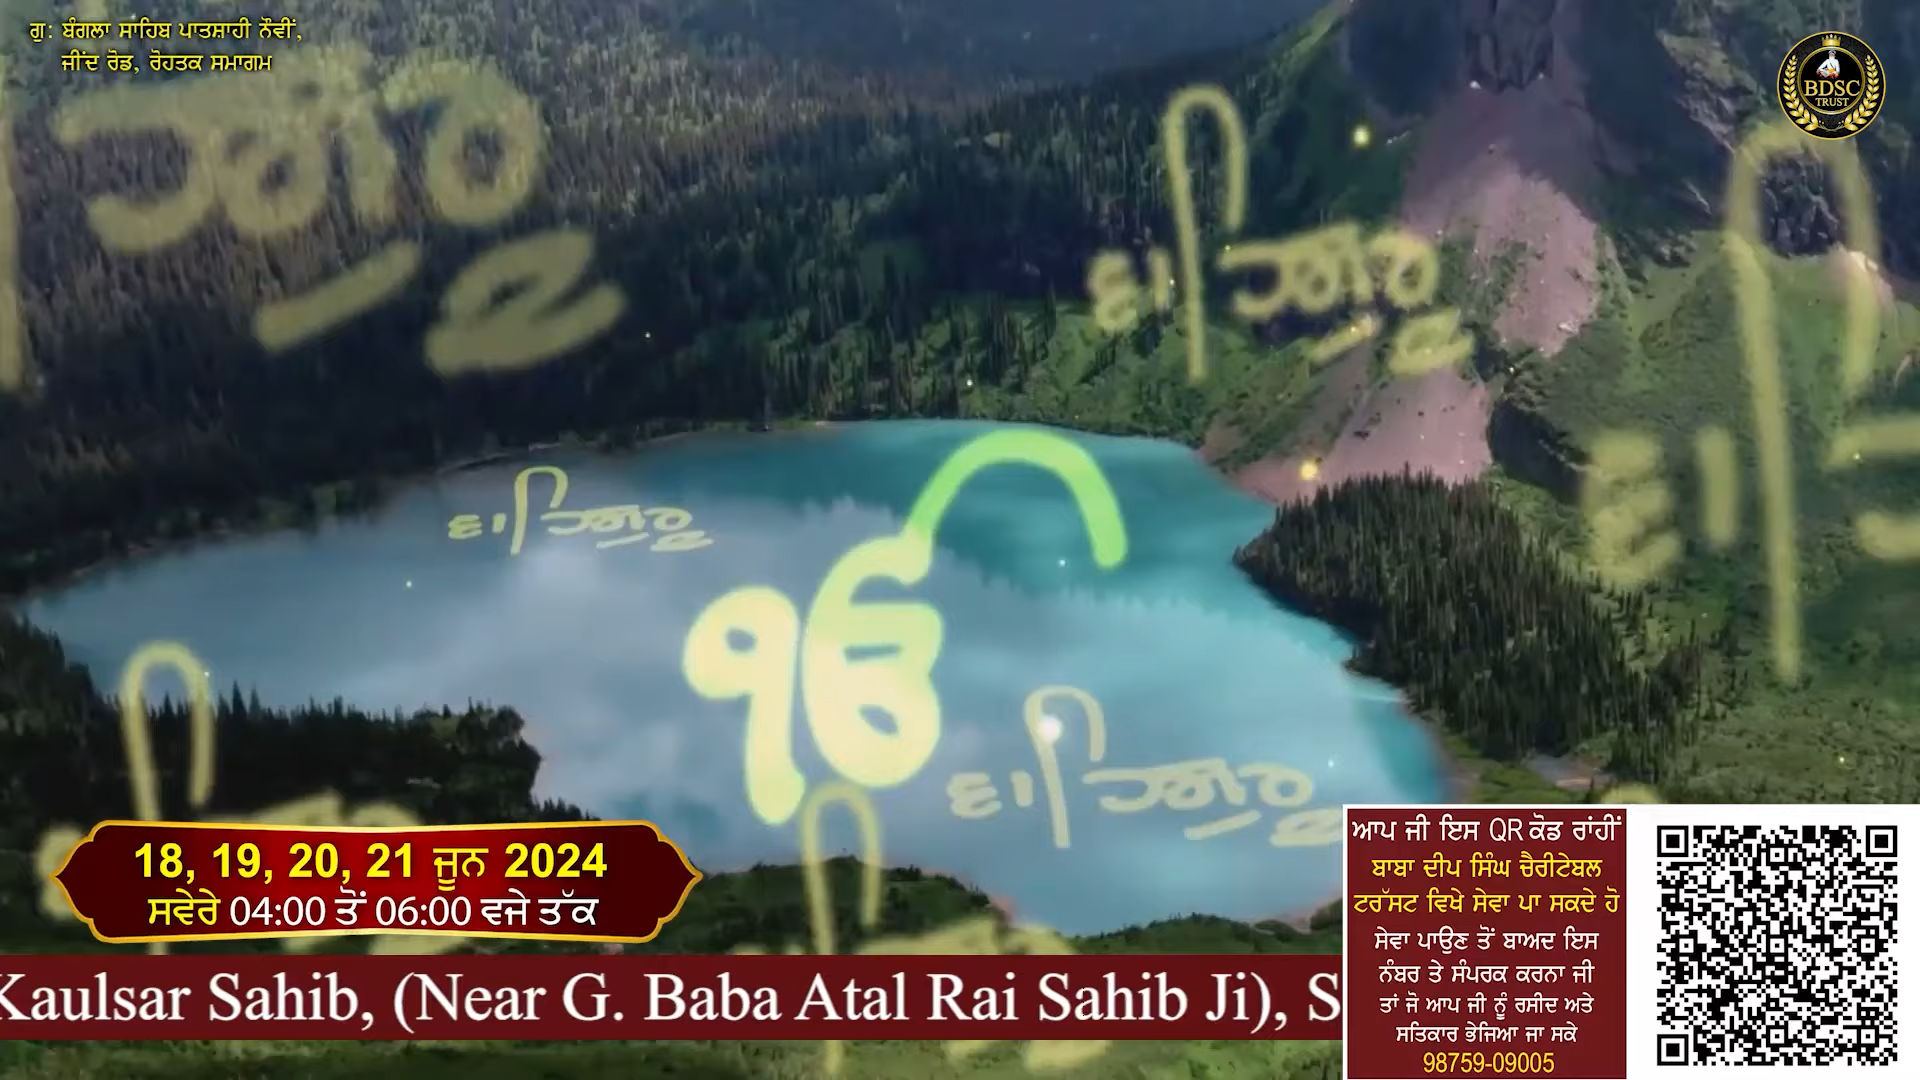 ਗੁ: ਬੰਗਲਾ ਸਾਹਿਬ ਪਾਤਸ਼ਾਹੀ ਨੌਵੀਂ,
ਜੀਂਦ ਰੋਡ, ਰੋਹਤਕ ਸਮਾਗਮ
BDSC
TRUST
ਵਾਹਿਗੁਰੂ
ਵਾਹਿਗੁਰੂ
ੴ
ਵਾਹਿਗੁਰੂ
18, 19, 20, 21 ਜੂਨ 2024
ਸਵੇਰੇ 04:00 ਤੋਂ 06:00 ਵਜੇ ਤੱਕ
Kaulsar Sahib, (Near G. Baba Atal Rai Sahib Ji), S
ਆਪ ਜੀ ਇਸ QR ਕੋਡ ਰਾਂਹੀਂ
ਬਾਬਾ ਦੀਪ ਸਿੰਘ ਚੈਰੀਟੇਬਲ
ਟਰੱਸਟ ਵਿਖੇ ਸੇਵਾ ਪਾ ਸਕਦੇ ਹੋ
ਸੇਵਾ ਪਾਉਣ ਤੋਂ ਬਾਅਦ ਇਸ
ਨੰਬਰ ਤੇ ਸੰਪਰਕ ਕਰਨਾ ਜੀ
ਤਾਂ ਜੋ ਆਪ ਜੀ ਨੂੰ ਰਸੀਦ ਅਤੇ
ਸਤਿਕਾਰ ਭੇਜਿਆ ਜਾ ਸਕੇ
98759-09005